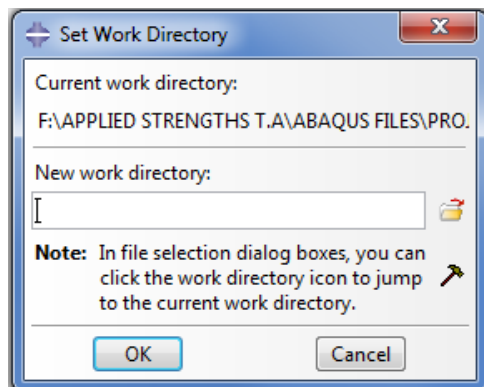 Set Work Directory
Current work directory:
F:\APPLIED STRENGTHS T.A\ABAQUS FILES\PRO.
New work directory:
Note: In file selection dialog boxes, you can
click the work directory icon to jump
to the current work directory.
OK
Cancel